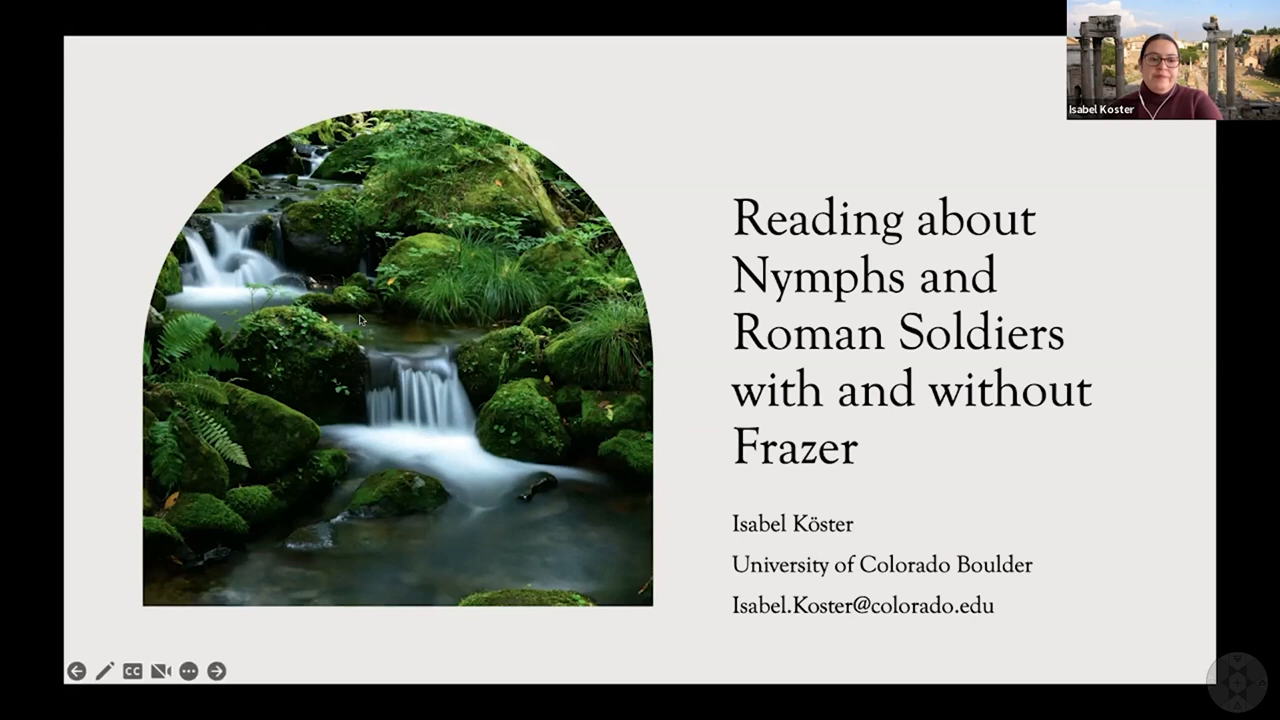 Isabel Koster
Reading about
Nymphs and
Roman Soldiers
with and without
Frazer
Isabel Köster
University of Colorado Boulder
Isabel.Koster@colorado.edu
CC